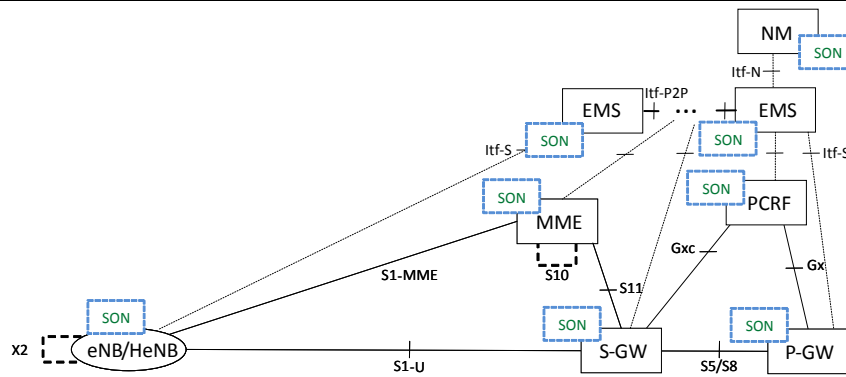 NM
SON
Itf-N
Itf-P2P
EMS
...
EMS
SON
SON
Itf-S
Itf-S
SON
SON
PCRF
MME
Gxc
S10
S1-MME
Gx
S11
SON
SON
SON
X2
eNB/HeNB
S-GW
P-GW
S1-U
S5/S8